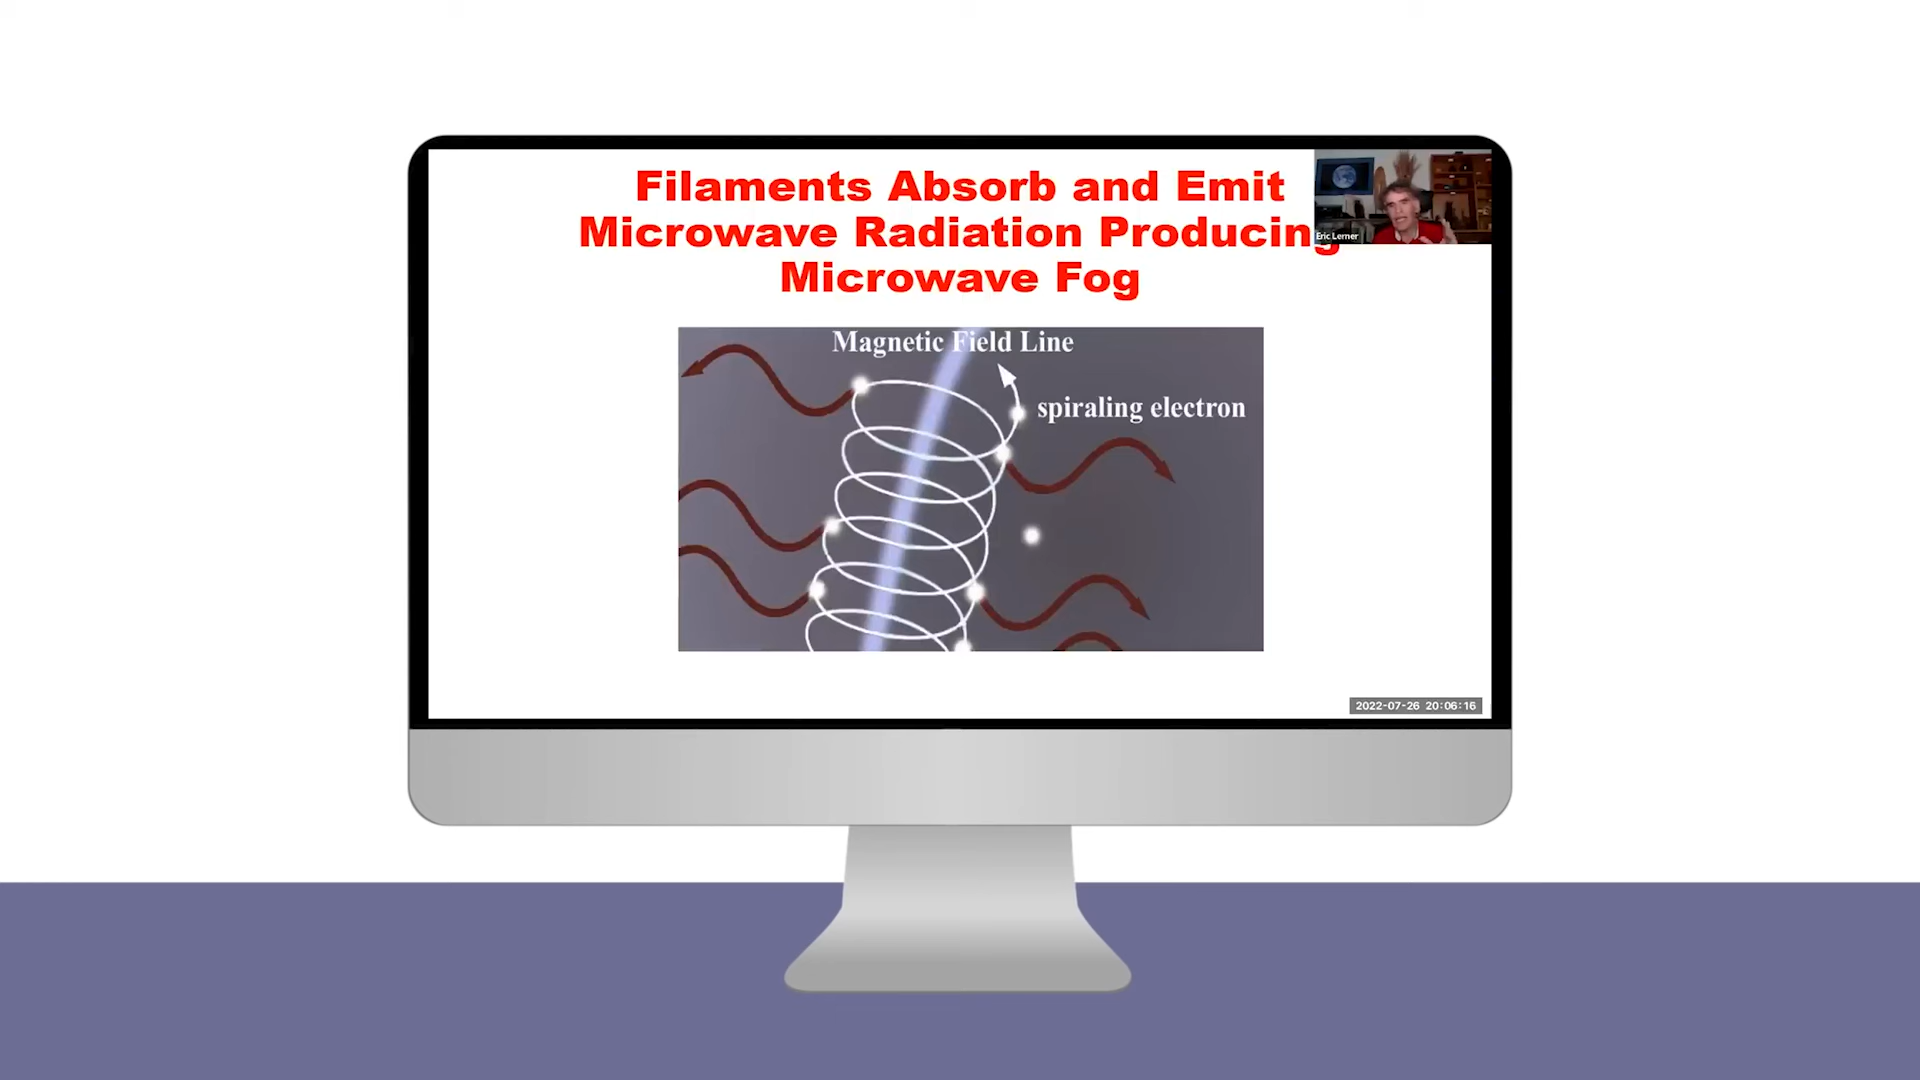 Filaments Absorb and Emit
Microwave Radiation Producing
Microwave Fog
Eric Lerner
Magnetic Field Line
spiraling electron
2022-07-26 20:06:16